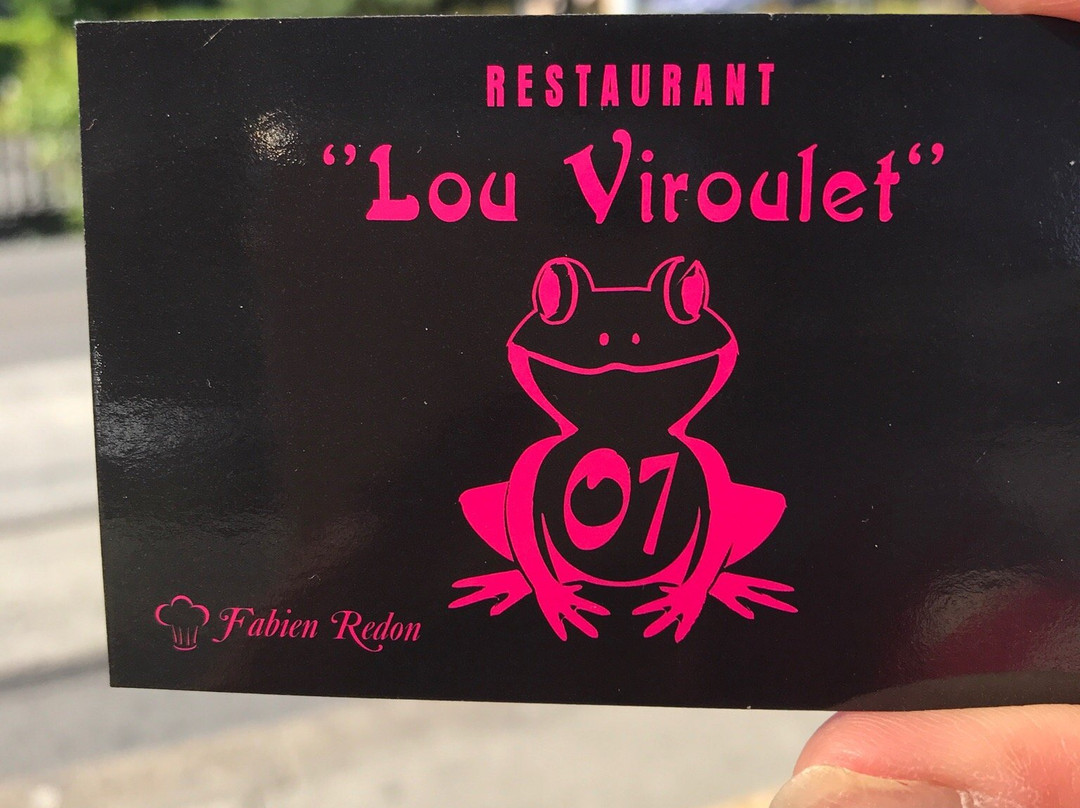 RESTAURANT
“Lou Viroulet“
07
Fabien Redon